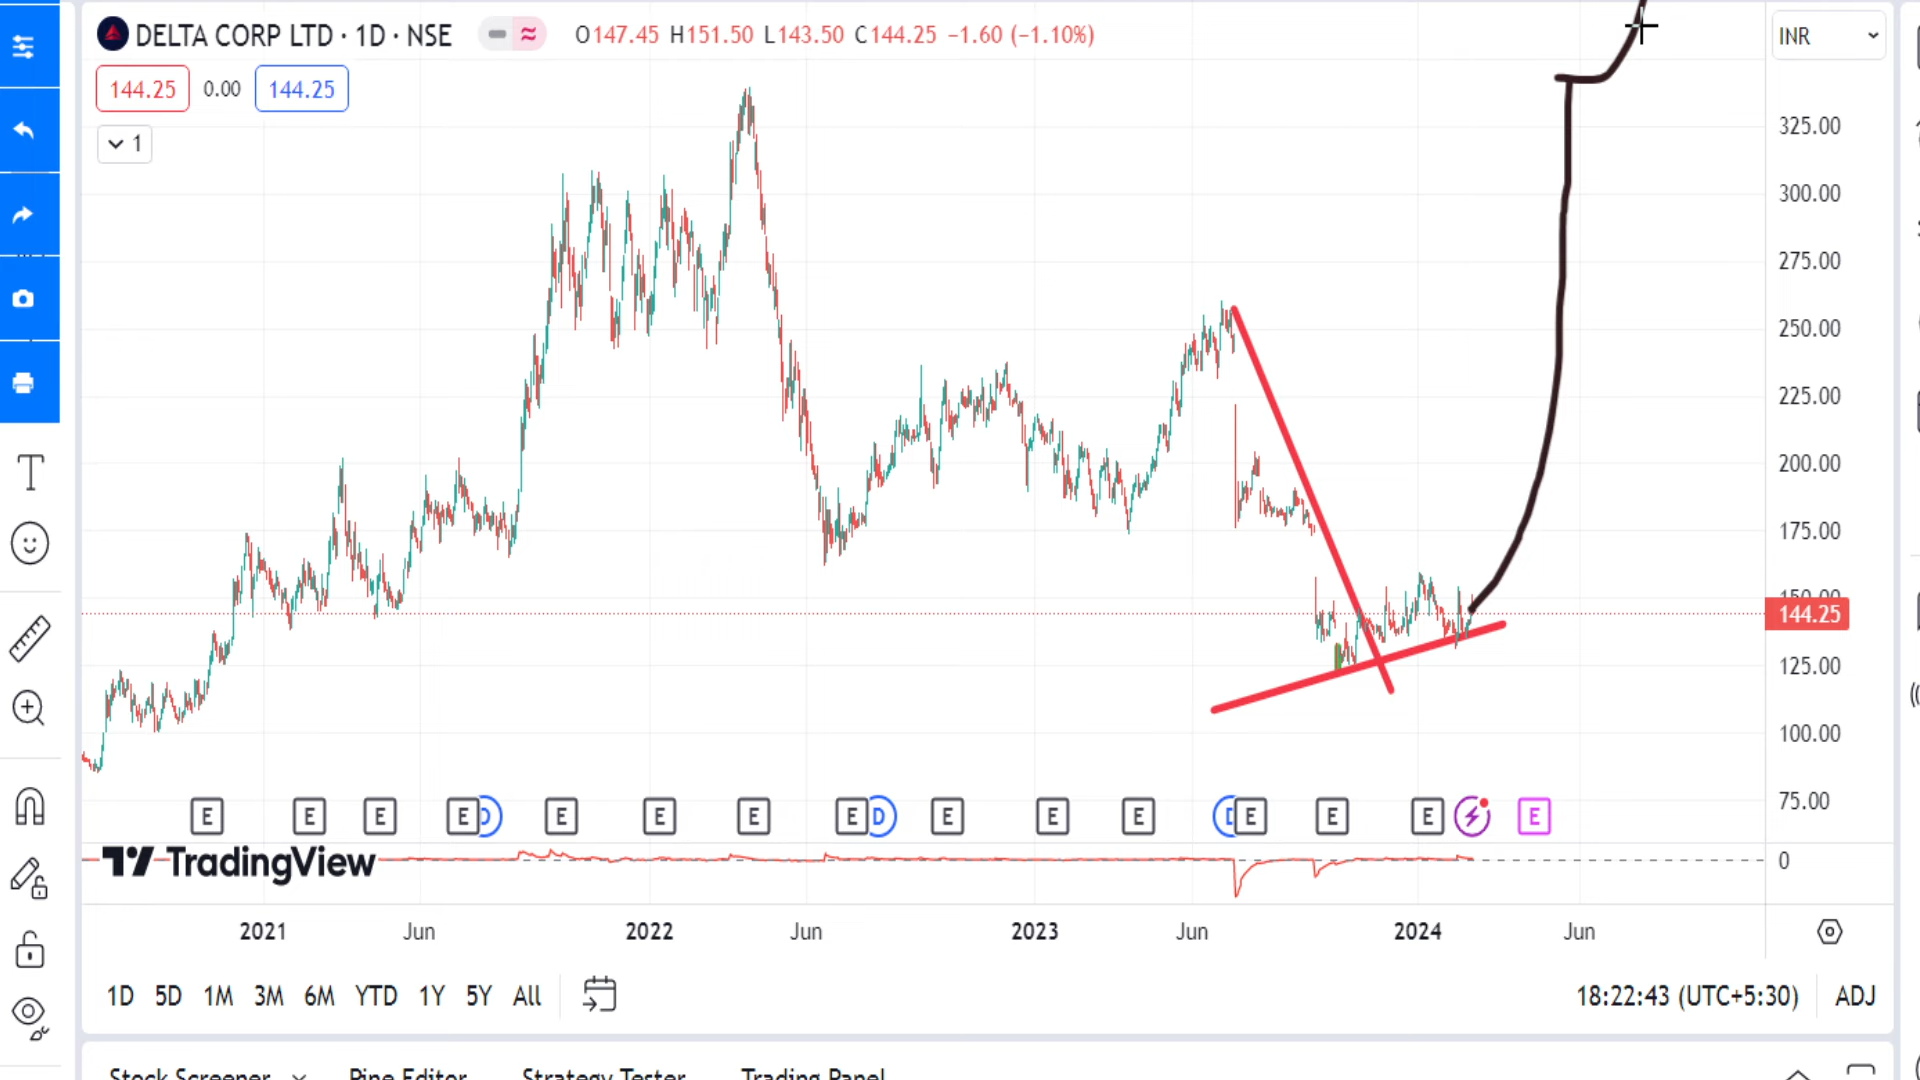 DELTA CORP LTD · 1D · NSE O147.45 H151.50 L143.50 C144.25 −1.60 (−1.10%)
INR
144.25 0.00 144.25
1
325.00
300.00
275.00
250.00
225.00
200.00
175.00
150.00
144.25
125.00
100.00
75.00
E E E E D E E E E D E E E D E E E E
TradingView
0
2021 Jun 2022 Jun 2023 Jun 2024 Jun
1D 5D 1M 3M 6M YTD 1Y 5Y All
18:22:43 (UTC+5:30) ADJ
Stock Screener Pine Editor Strategy Tester Trading Panel